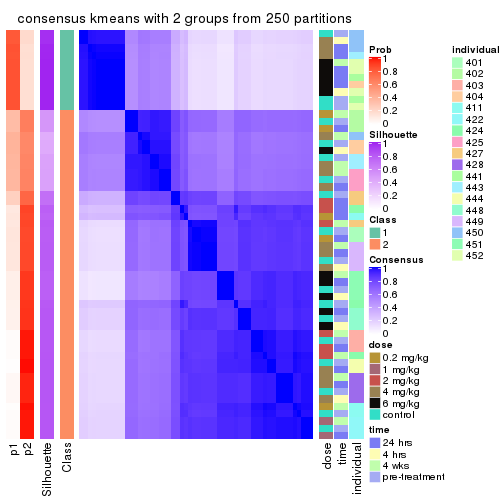 consensus kmeans with 2 groups from 250 partitions
p1
p2
Silhouette
Class
dose
time
individual
Prob
1
0.8
0.6
0.4
0.2
0
Silhouette
1
0.8
0.6
0.4
0.2
0
Class
1
2
Consensus
1
0.8
0.6
0.4
0.2
0
dose
0.2 mg/kg
1 mg/kg
2 mg/kg
4 mg/kg
6 mg/kg
control
time
24 hrs
4 hrs
4 wks
pre-treatment
individual
401
402
403
404
411
422
424
425
427
428
441
443
444
448
449
450
451
452